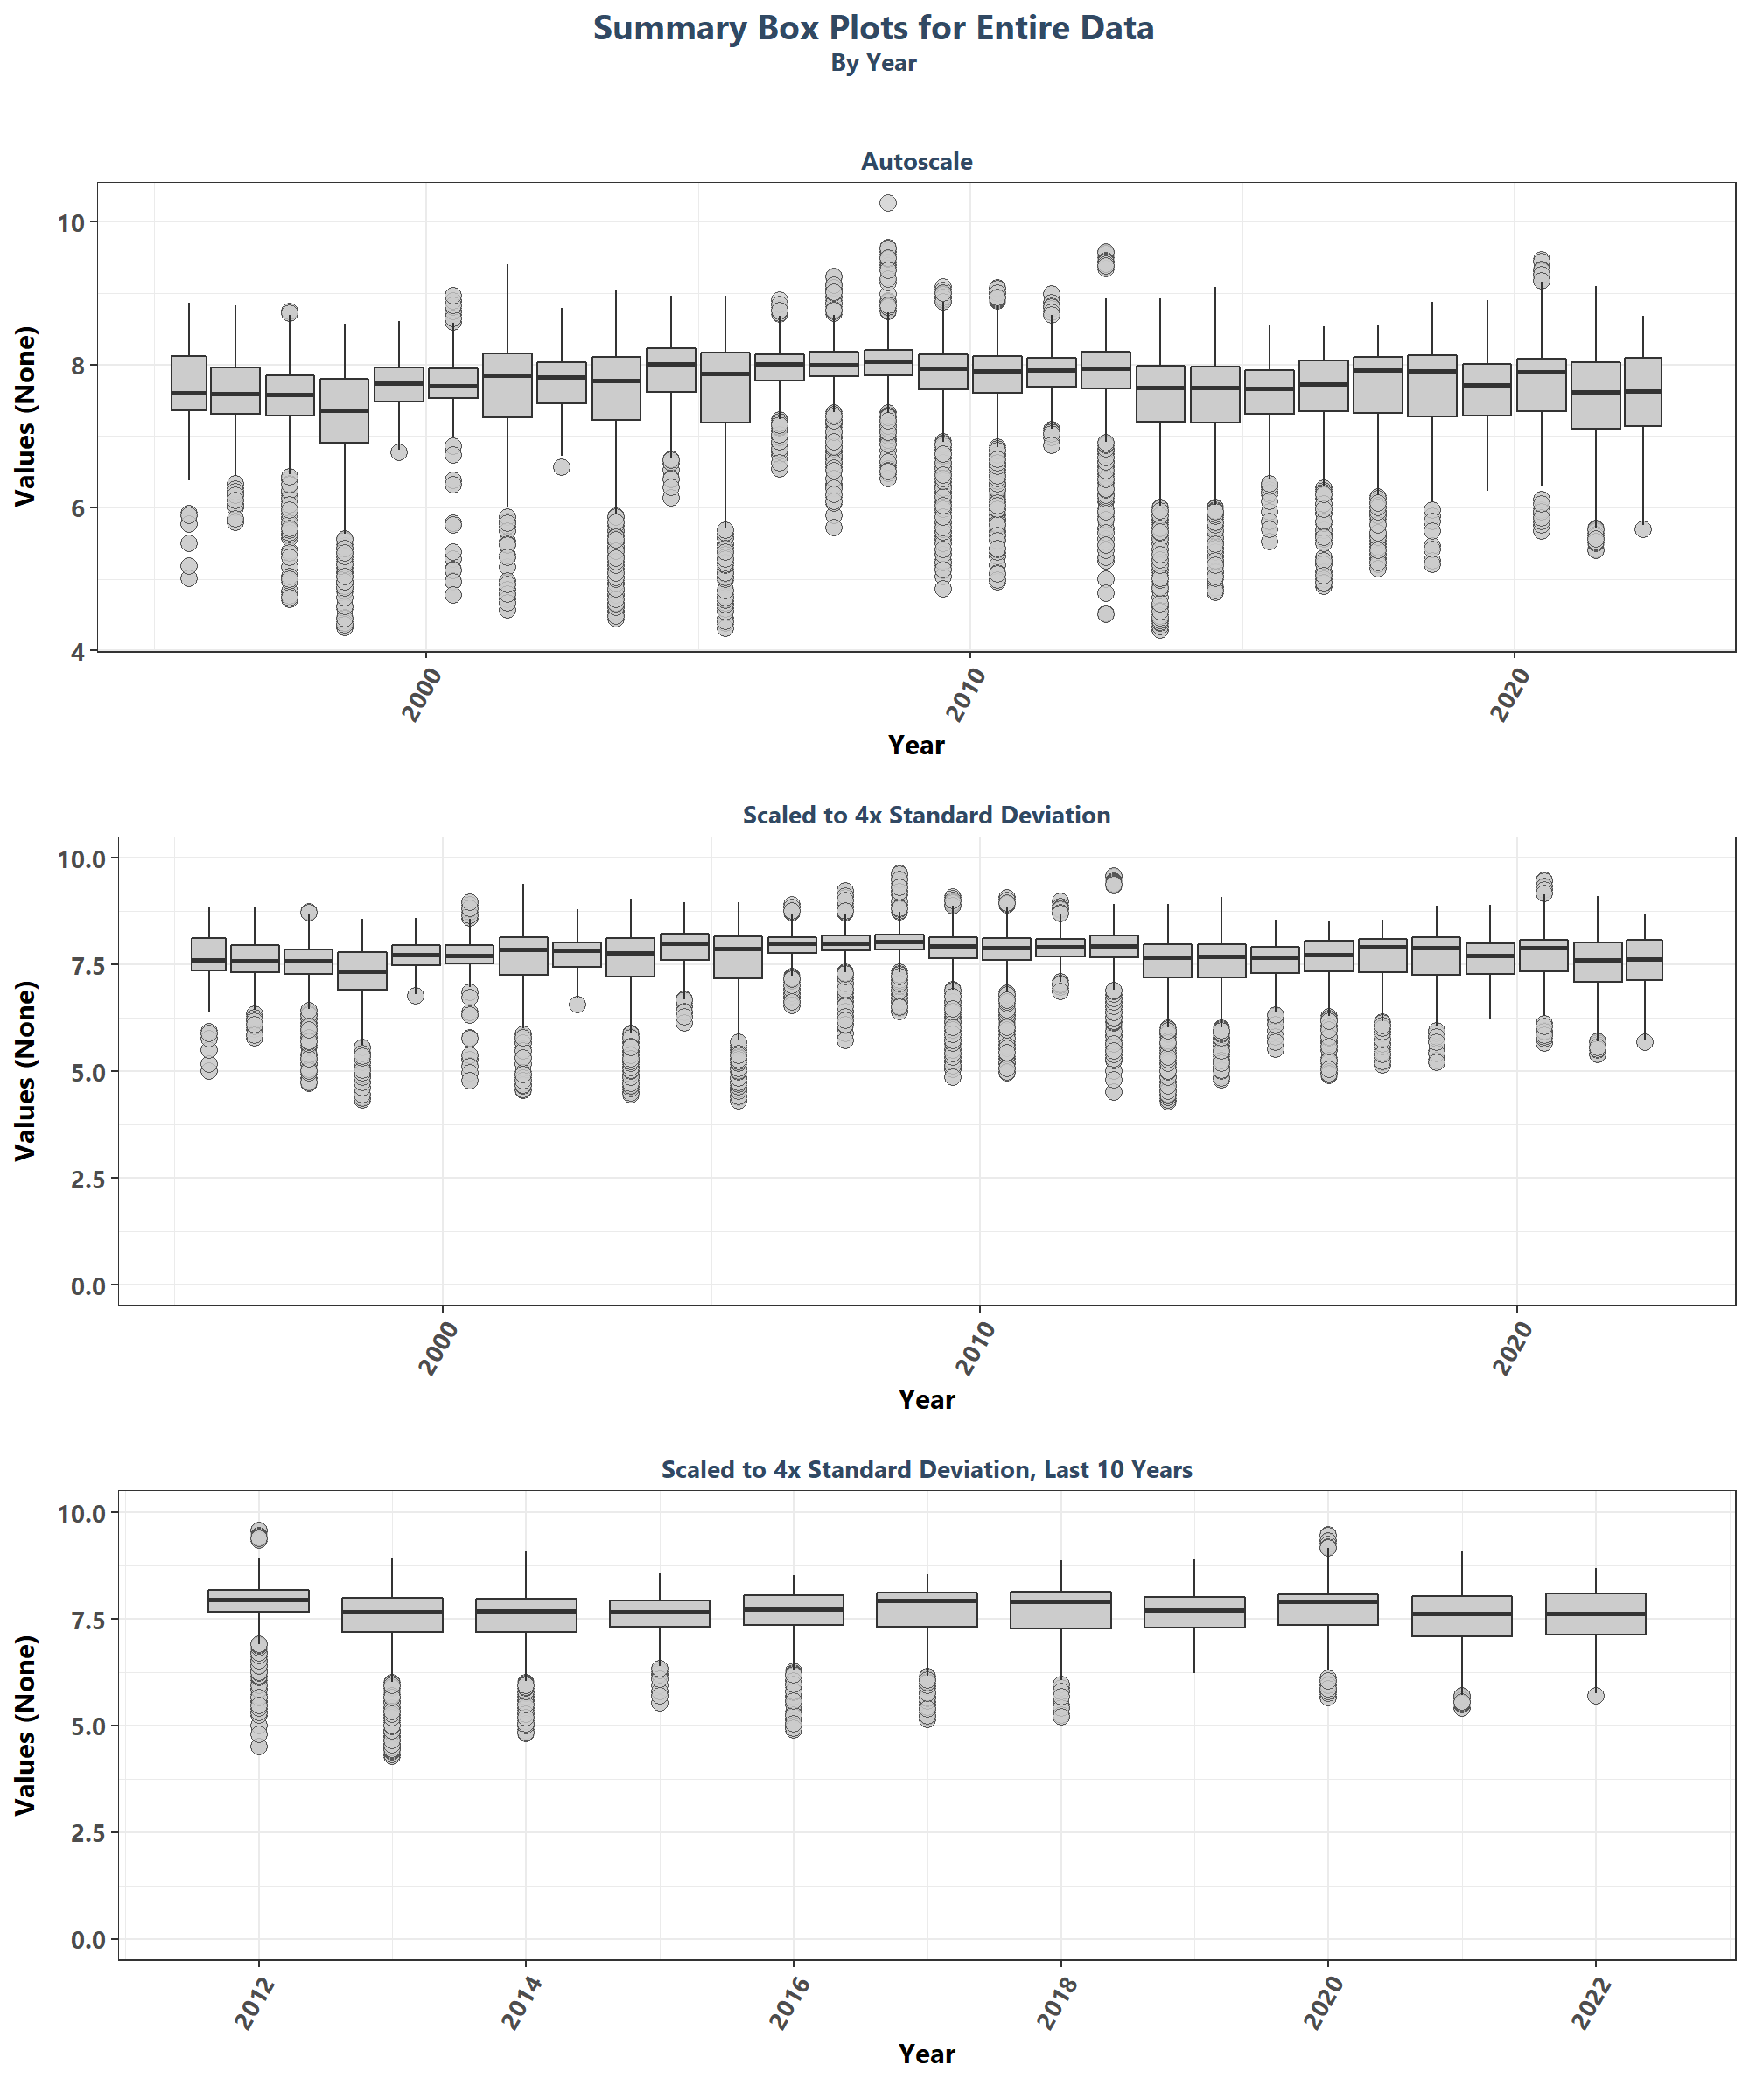 Summary Box Plots for Entire Data
By Year
Autoscale
Values (None)
10
8
6
4
2000
2010
2020
Year
Scaled to 4x Standard Deviation
Values (None)
10.0
7.5
5.0
2.5
0.0
2000
2010
2020
Year
Scaled to 4x Standard Deviation, Last 10 Years
Values (None)
10.0
7.5
5.0
2.5
0.0
2012
2014
2016
2018
2020
2022
Year